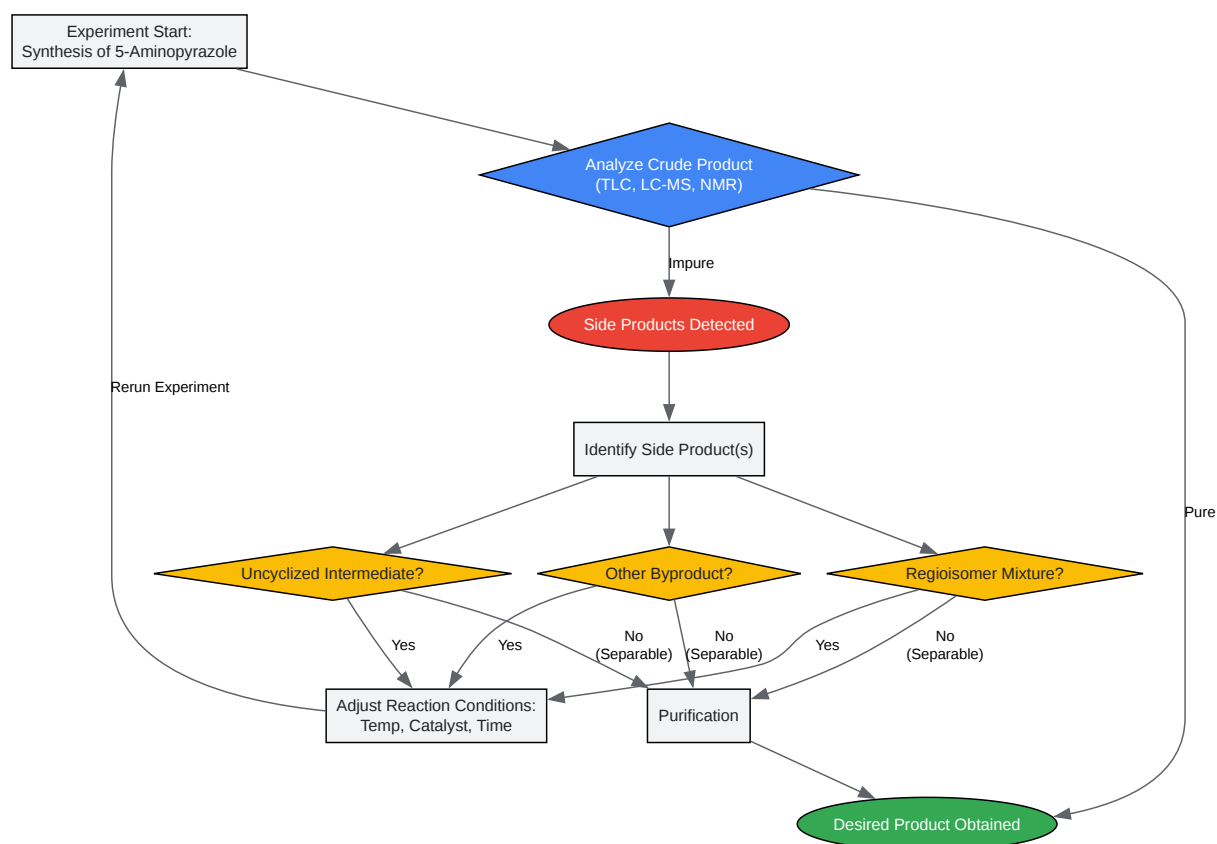 Experiment Start:
Synthesis of 5-Aminopyrazole
Analyze Crude Product
(TLC, LC-MS, NMR)
Impure
Side Products Detected
Rerun Experiment
Identify Side Product(s)
Pure
Uncyclized Intermediate?
Other Byproduct?
Regioisomer Mixture?
Yes
Yes
No
(Separable)
No
(Separable)
Yes
No
(Separable)
Adjust Reaction Conditions:
Temp, Catalyst, Time
Purification
Desired Product Obtained